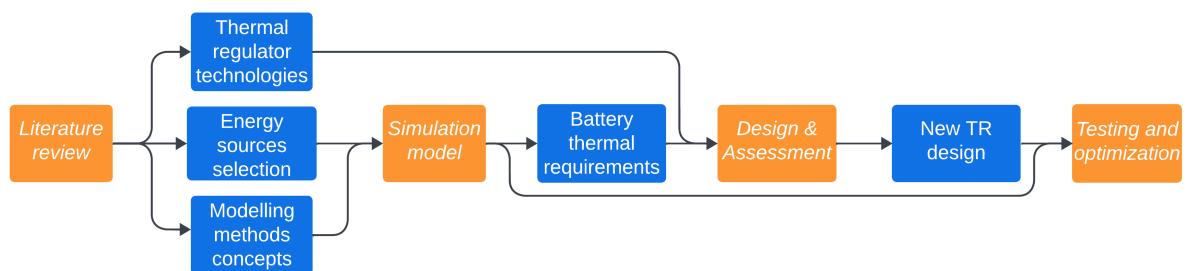 Literature
review
Thermal
regulator
technologies
Energy
sources
selection
Modelling
methods
concepts
Simulation
model
Battery
thermal
requirements
Design &
Assessment
New TR
design
Testing and
optimization